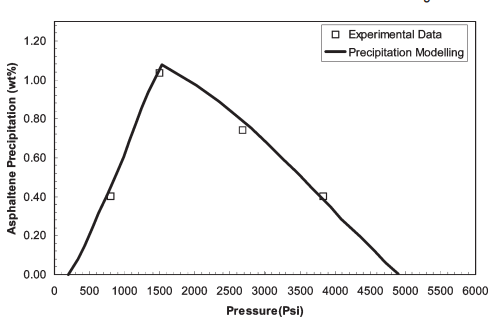 Experimental Data
Precipitation Modelling
Asphaltene Precipitation (wt%)
1.20
1.00
0.80
0.60
0.40
0.20
0.00
0 500 1000 1500 2000 2500 3000 3500 4000 4500 5000 5500 6000
Pressure(Psi)